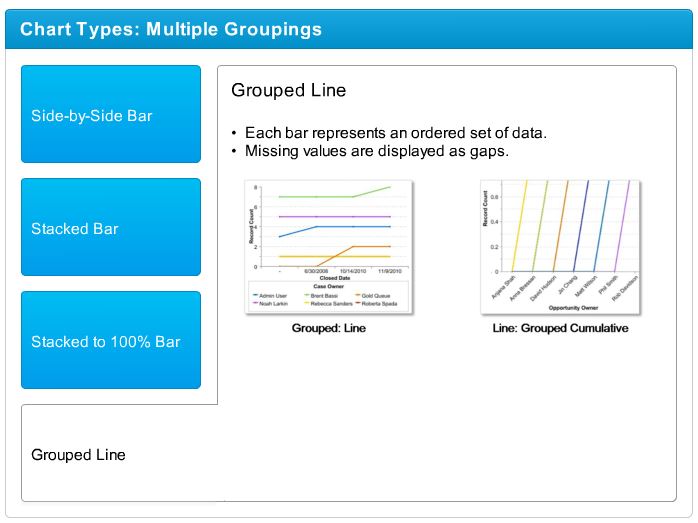 Chart Types: Multiple Groupings
Side-by-Side Bar
Stacked Bar
Stacked to 100% Bar
Grouped Line
Grouped Line
• Each bar represents an ordered set of data.
• Missing values are displayed as gaps.
Record Count
8
6
4
2
0
- 6/30/2008 10/14/2010 11/9/2010
Closed Date
Case Owner
Admin User Brent Bassi Gold Queue
Noah Larkin Rebecca Sanders Roberta Spada
Grouped: Line
Record Count
0.6
0.4
0.2
0
Anjana Shah
Anne Bressan
David Hudson
Jin Chang
Matt Wilson
Phil Smith
Rob Davidson
Opportunity Owner
Line: Grouped Cumulative